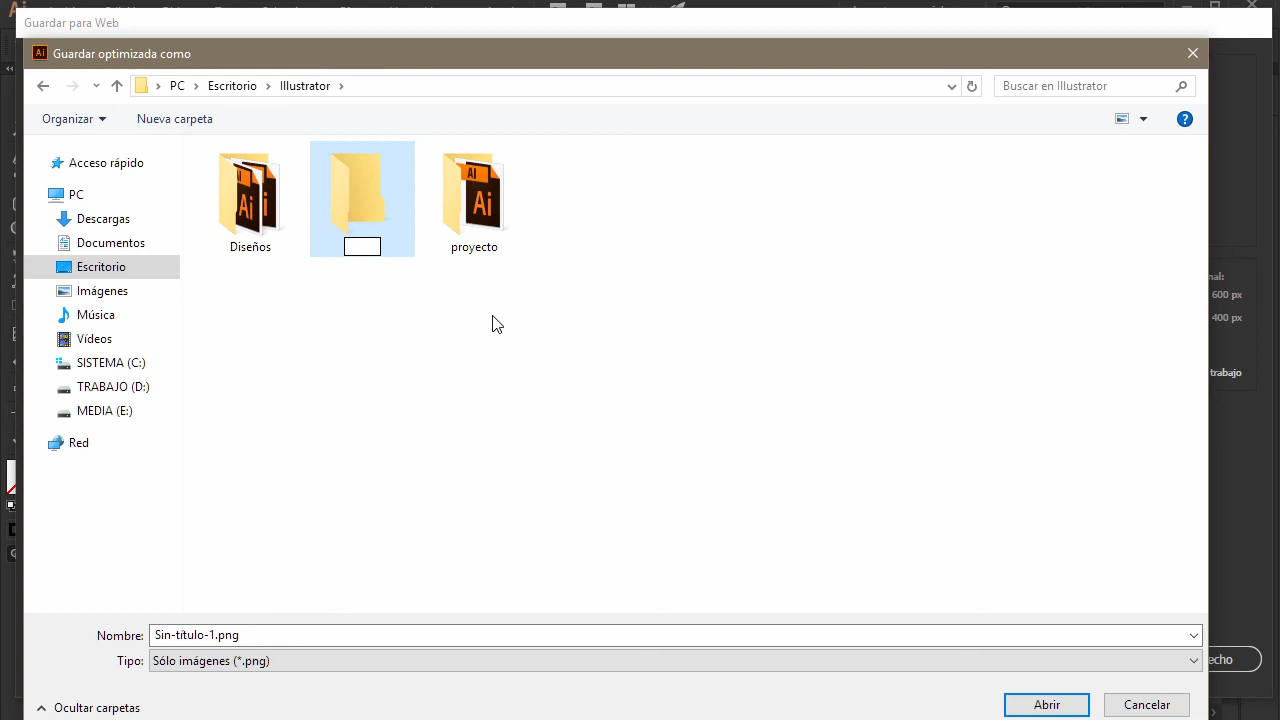 Guardar para Web
Ai Guardar optimizada como
PC Escritorio Illustrator
Buscar en Illustrator
Organizar Nueva carpeta
Acceso rápido
PC
Descargas
Documentos
Escritorio
Imágenes
Música
Vídeos
SISTEMA (C:)
TRABAJO (D:)
MEDIA (E:)
Red
Diseños
proyecto
600 px
400 px
trabajo
Nombre: Sin-título-1.png
Tipo: Sólo imágenes (*.png)
Ocultar carpetas
Abrir
Cancelar